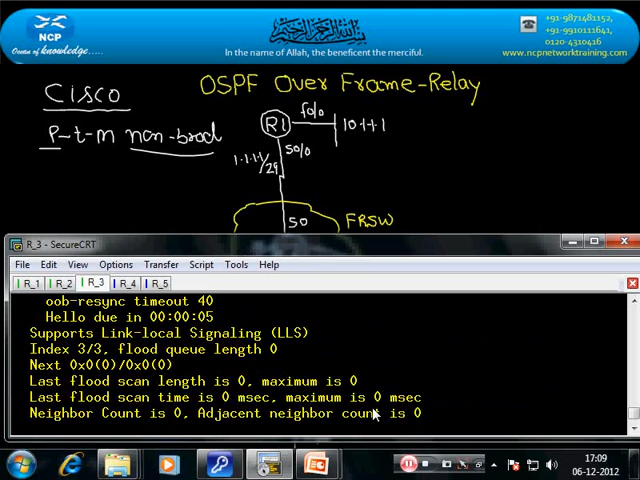 NCP
Ocean of knowledge...
بسم الله الرحمن الرحيم
In the name of Allah, the beneficent the merciful.
+91-9871481152,
+91-9910111641,
0120-4310416
www.ncpnetworktraining.com
OSPF Over Frame-Relay
Cisco
P-t-m non-broad
R1
f0/0
10.1.1.1
S0/0
1.1.1.1/29
S0
FRSW
R_3 - SecureCRT
File Edit View Options Transfer Script Tools Help
R_1 R_2 R_3 R_4 R_5
oob-resync timeout 40
Hello due in 00:00:05
Supports Link-local Signaling (LLS)
Index 3/3, flood queue length 0
Next 0x0(0)/0x0(0)
Last flood scan length is 0, maximum is 0
Last flood scan time is 0 msec, maximum is 0 msec
Neighbor Count is 0, Adjacent neighbor count is 0
17:09
06-12-2012